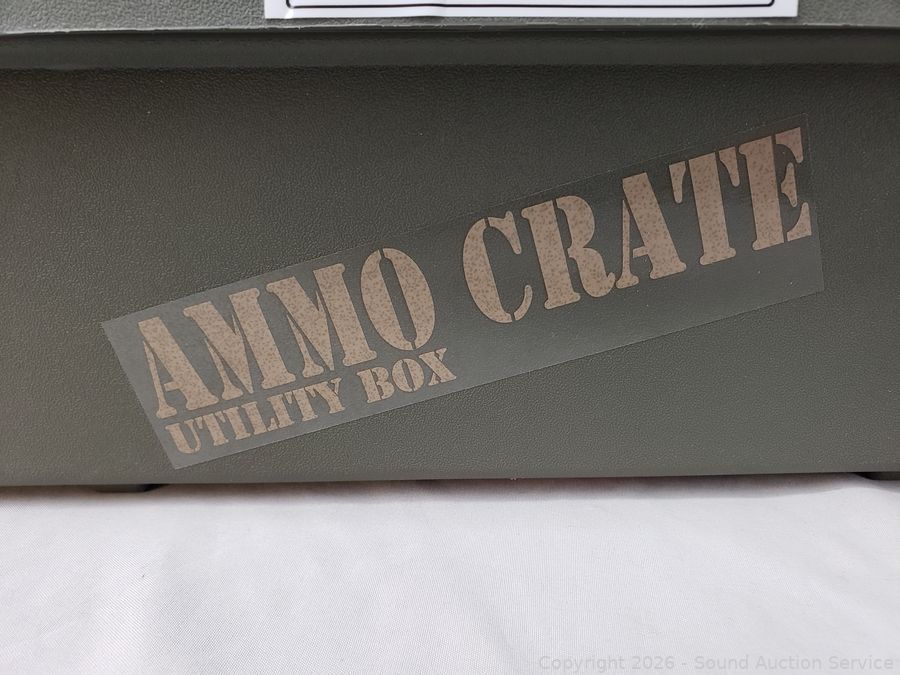 AMMO CRATE
UTILITY BOX
Copyright 2026 - Sound Auction Service